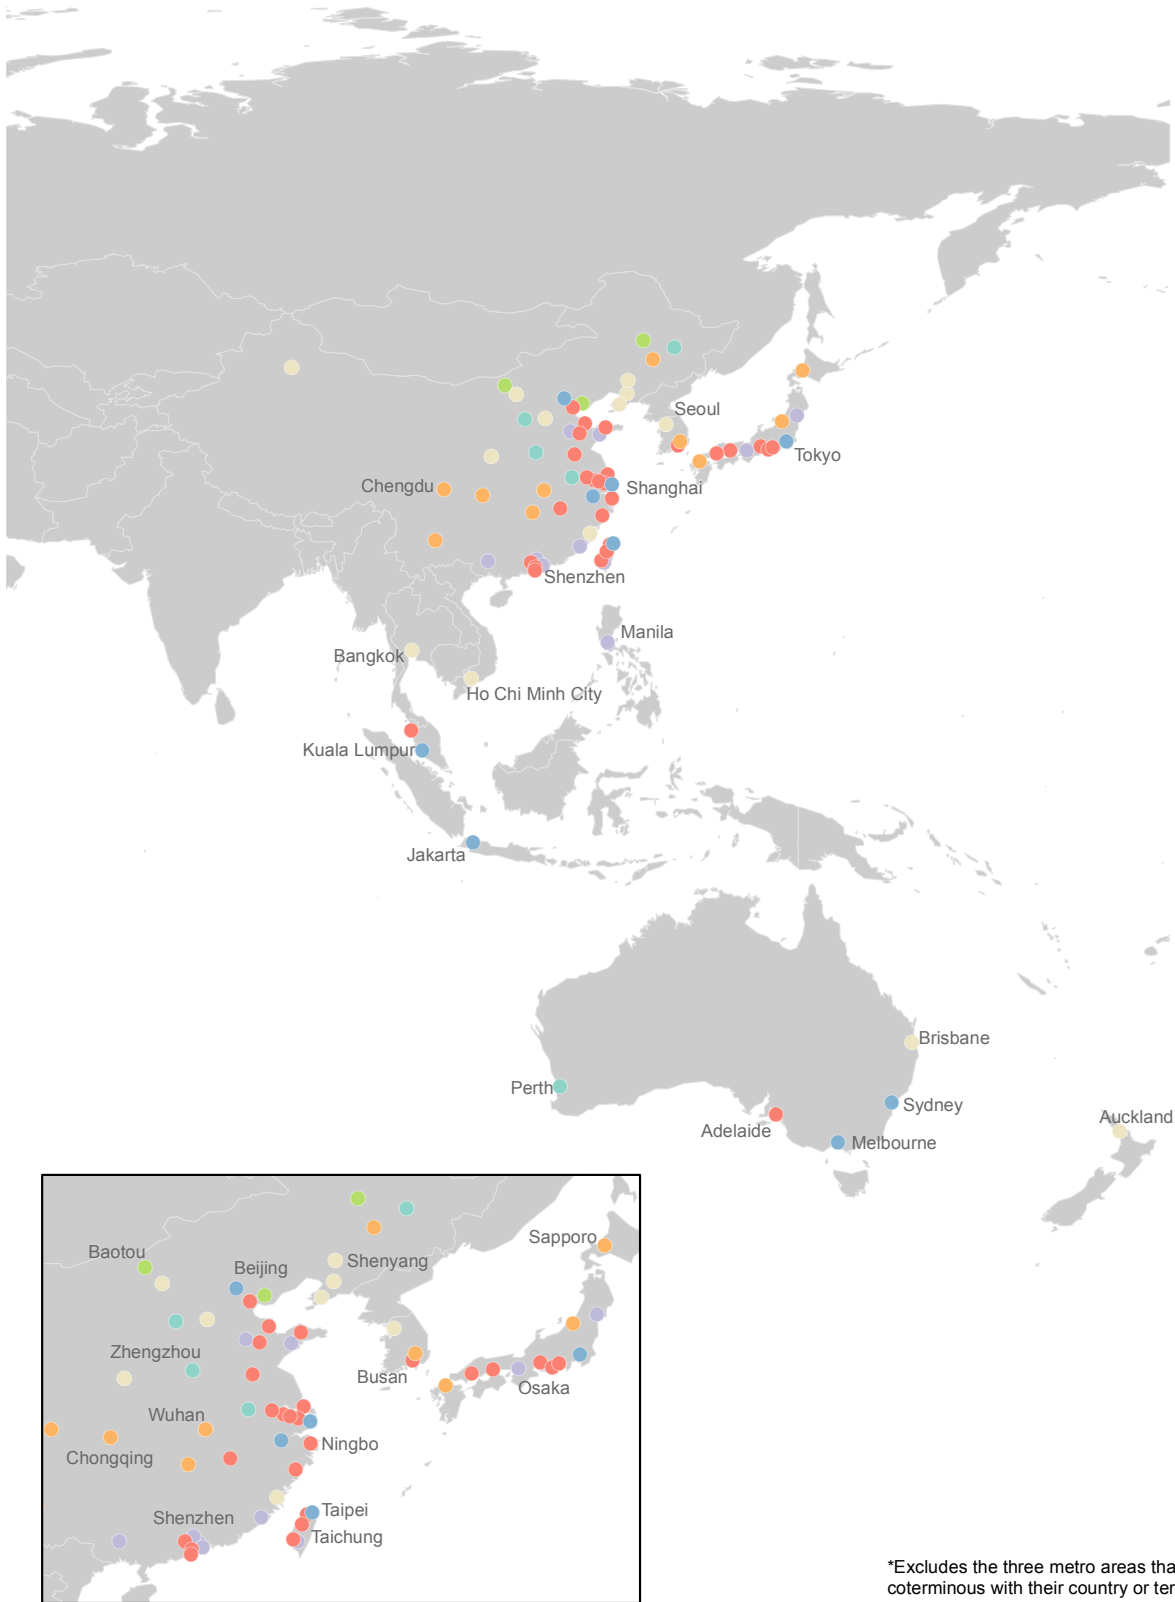 Seoul
Tokyo
Chengdu
Shanghai
Shenzhen
Manila
Bangkok
Ho Chi Minh City
Kuala Lumpur
Jakarta
Brisbane
Perth
Sydney
Adelaide
Auckland
Melbourne
Sapporo
Baotou
Shenyang
Beijing
Zhengzhou
Busan
Osaka
Wuhan
Ningbo
Chongqing
Taipei
Shenzhen
Taichung
*Excludes the three metro areas tha
coterminous with their country or ter